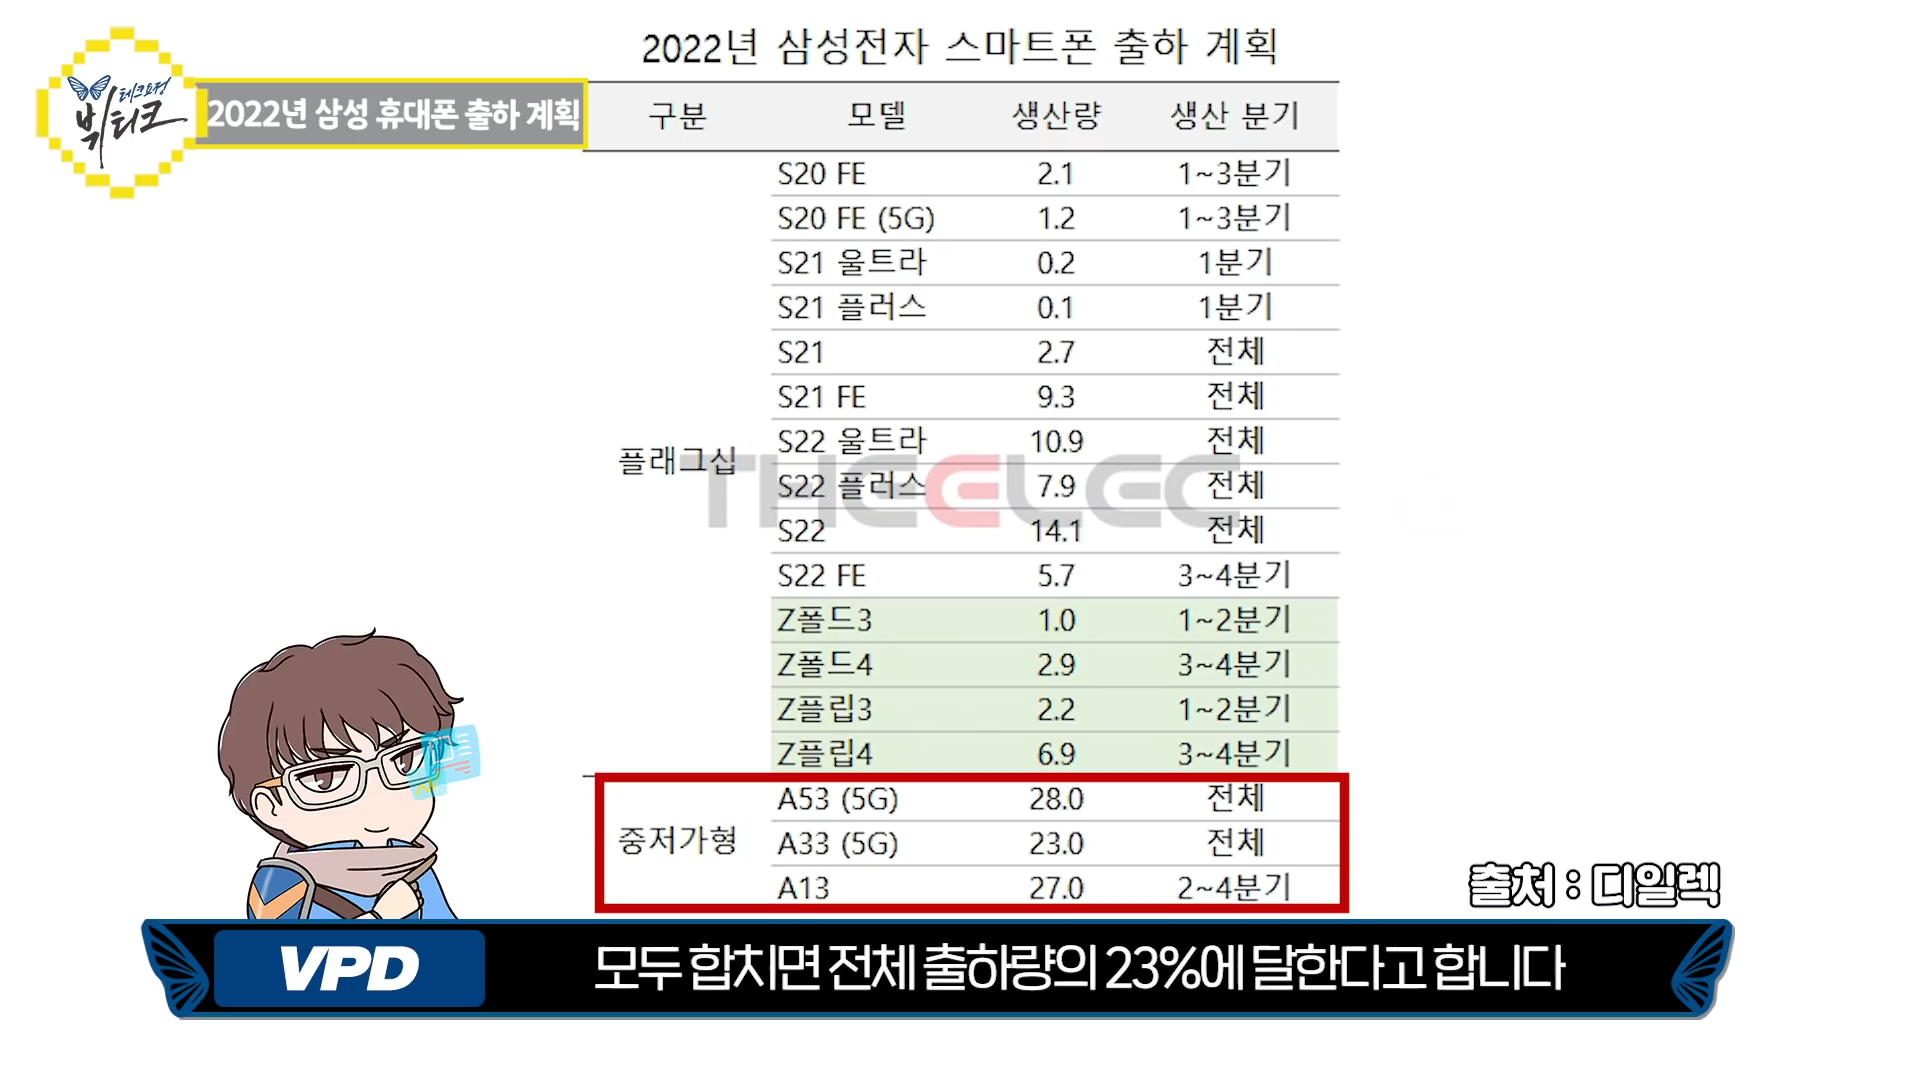 2022년 삼성전자 스마트폰 출하 계획
테크요정
빅테크
2022년 삼성 휴대폰 출하 계획
구분 모델 생산량 생산 분기
플래그십
S20 FE 2.1 1~3분기
S20 FE (5G) 1.2 1~3분기
S21 울트라 0.2 1분기
S21 플러스 0.1 1분기
S21 2.7 전체
S21 FE 9.3 전체
S22 울트라 10.9 전체
S22 플러스 7.9 전체
S22 14.1 전체
S22 FE 5.7 3~4분기
Z폴드3 1.0 1~2분기
Z폴드4 2.9 3~4분기
Z플립3 2.2 1~2분기
Z플립4 6.9 3~4분기
중저가형
A53 (5G) 28.0 전체
A33 (5G) 23.0 전체
A13 27.0 2~4분기
THEELEC
출처 : 디일렉
VPD
모두 합치면 전체 출하량의 23%에 달한다고 합니다